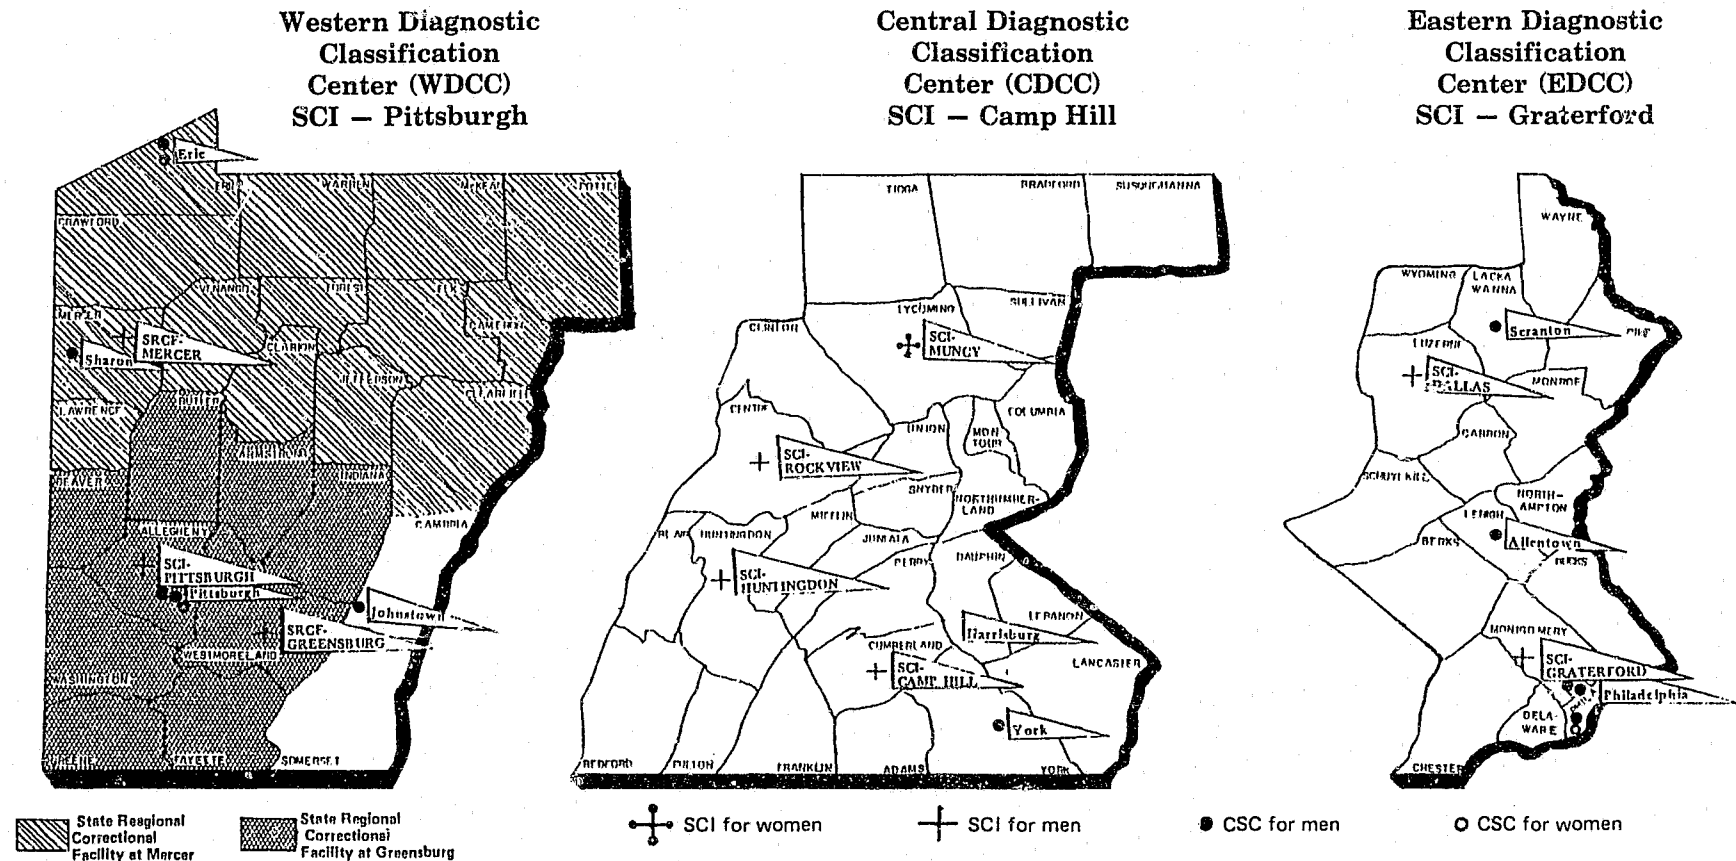 Western Diagnostic
Classification
Center (WDCC)
SCI — Pittsburgh
Central Diagnostic
Classification
Center (CDCC)
SCI — Camp Hill
Eastern Diagnostic
Classification
Center (EDCC)
SCI — Graterford
Erie
ERIE
WARREN
McKEAN
POTTER
CRAWFORD
VENANGO
FOREST
ELK
MERCER
CAMERON
SRCF-
MERCER
CLARION
Sharon
JEFFERSON
CLEARFIELD
LAWRENCE
BUTLER
ARMSTRONG
BEAVER
INDIANA
ALLEGHENY
CAMBRIA
SCI-
PITTSBURGH
Pittsburgh
Johnstown
SRCF-
GREENSBURG
WESTMORELAND
WASHINGTON
GREENE
FAYETTE
SOMERSET
TIOGA
BRADFORD
SUSQUEHANNA
SULLIVAN
LYCOMING
CLINTON
SCI-
MUNCY
CENTRE
COLUMBIA
UNION
MON
TOUR
SCI-
ROCKVIEW
SNYDER
NORTHUMBER-
LAND
MIFFLIN
BLAIR
HUNTINGDON
JUNIATA
PERRY
DAUPHIN
SCI-
HUNTINGDON
LEBANON
Harrisburg
CUMBERLAND
LANCASTER
SCI-
CAMP HILL
York
BEDFORD
FULTON
FRANKLIN
ADAMS
YORK
WAYNE
WYOMING
LACKA
WANNA
Scranton
PIKE
LUZERNE
SCI-
DALLAS
MONROE
CARBON
SCHUYLKILL
NORTH-
AMPTON
LEHIGH
BERKS
Allentown
BUCKS
MONTGOMERY
SCI-
GRATERFORD
Philadelphia
PHILA
DELA-
WARE
CHESTER
State Reagional
Correctional
Facility at Mercer
State Regional
Correctional
Facility at Greensburg
SCI for women
SCI for men
CSC for men
CSC for women